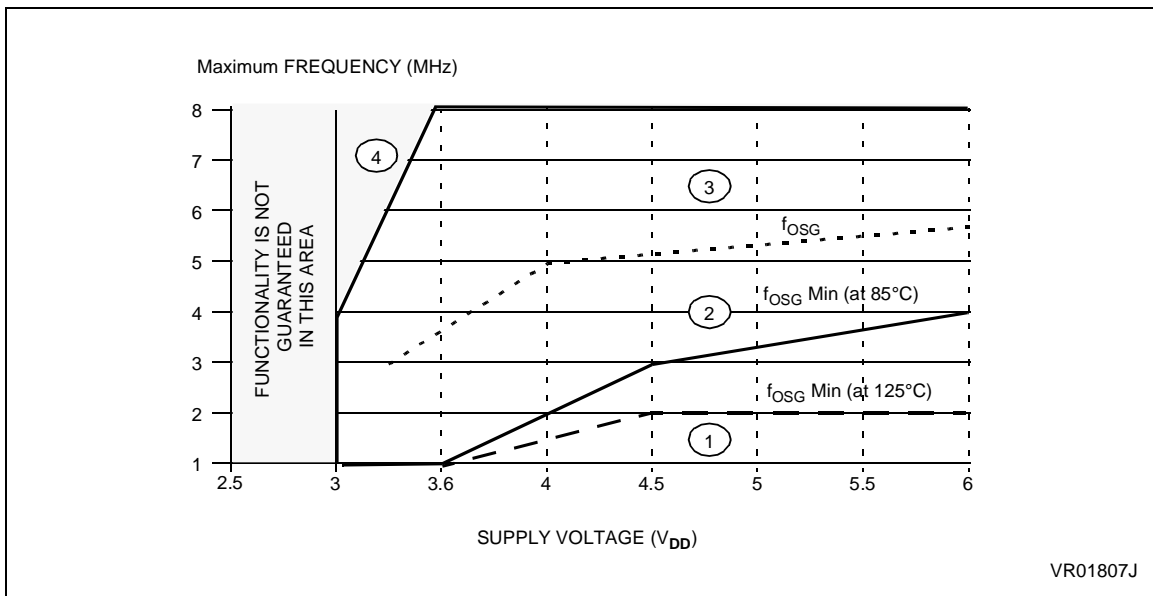 Maximum FREQUENCY (MHz)
8
7
6
5
4
3
2
1
FUNCTIONALITY IS NOT
GUARANTEED
IN THIS AREA
4
3
fOSG
fOSG Min (at 85°C)
2
fOSG Min (at 125°C)
1
2.5 3 3.6 4 4.5 5 5.5 6
SUPPLY VOLTAGE (VDD)
VR01807J